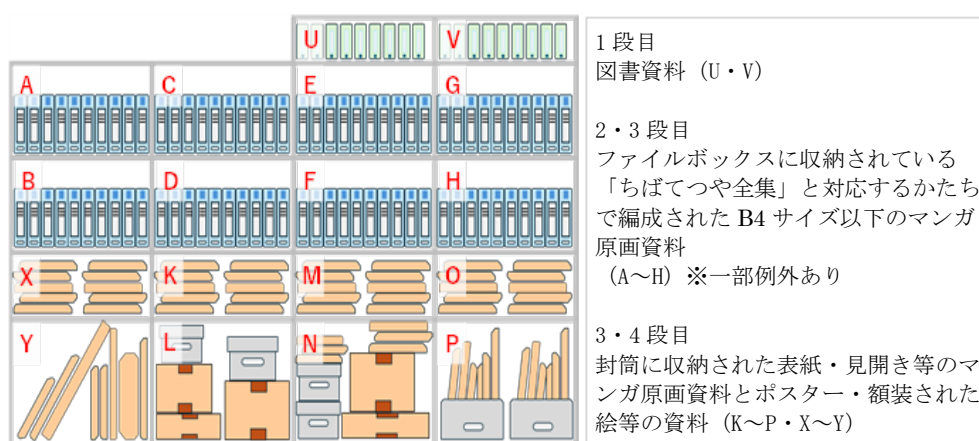 U V
A C E G
B D F H
X K M O
Y L N P
1段目
図書資料 (U・V)
2・3段目
ファイルボックスに収納されている
「ちばてつや全集」と対応するかたち
で編成された B4 サイズ以下のマンガ
原画資料
(A～H) ※一部例外あり
3・4段目
封筒に収納された表紙・見開き等のマ
ンガ原画資料とポスター・額装された
絵等の資料 (K～P・X～Y)